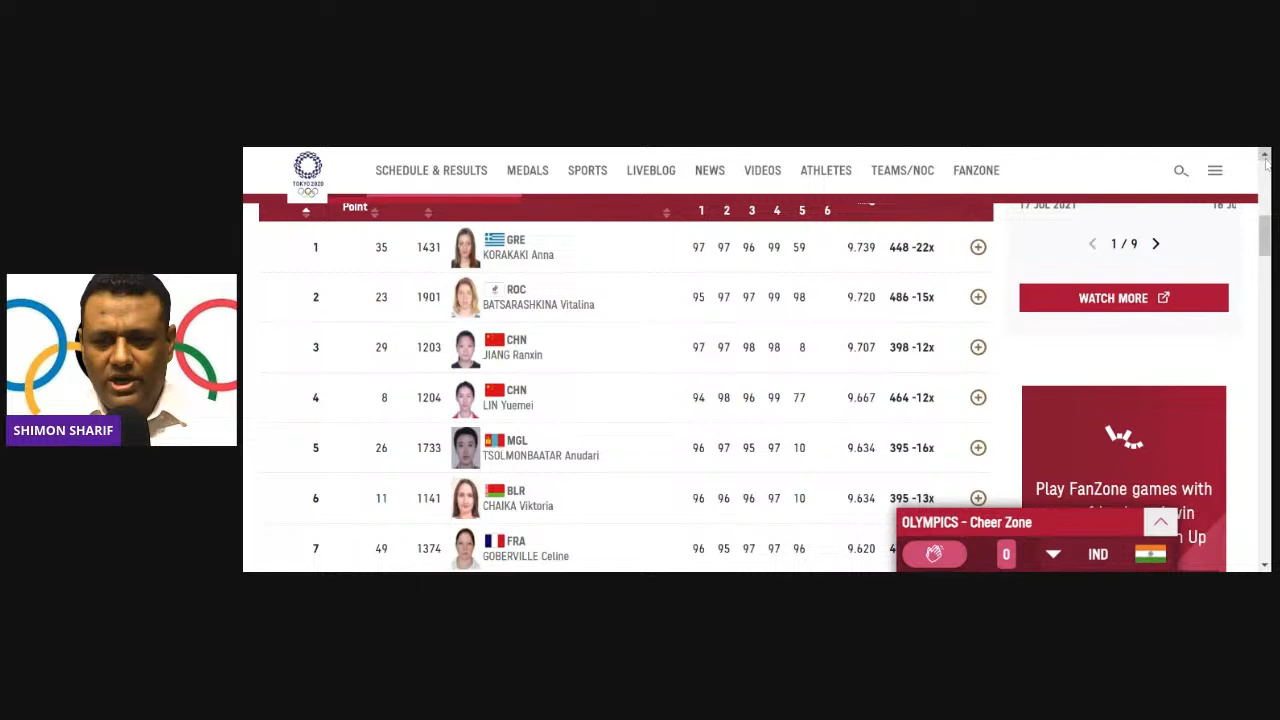 TOKYO 2020
SCHEDULE & RESULTS MEDALS SPORTS LIVEBLOG NEWS VIDEOS ATHLETES TEAMS/NOC FANZONE
Point 1 2 3 4 5 6
17 JUL 2021
1 35 1431 GRE KORAKAKI Anna 97 97 96 99 59 9.739 448 -22x
1 / 9
2 23 1901 ROC BATSARASHKINA Vitalina 95 97 97 99 98 9.720 486 -15x
WATCH MORE
3 29 1203 CHN JIANG Ranxin 97 97 98 98 8 9.707 398 -12x
4 8 1204 CHN LIN Yuemei 94 98 96 99 77 9.667 464 -12x
SHIMON SHARIF
5 26 1733 MGL TSOLMONBAATAR Anudari 96 97 95 97 10 9.634 395 -16x
6 11 1141 BLR CHAIKA Viktoria 96 96 96 97 10 9.634 395 -13x
Play FanZone games with
in
n Up
7 49 1374 FRA GOBERVILLE Celine 96 95 97 97 96 9.620 4
OLYMPICS - Cheer Zone
0 IND